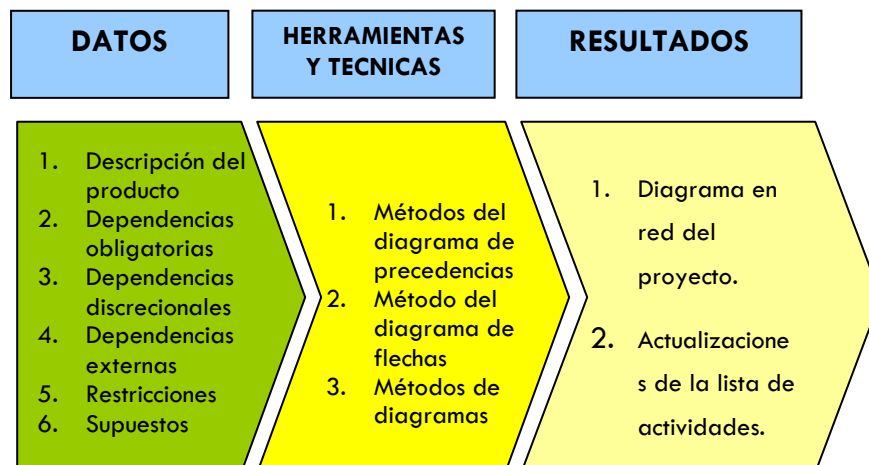 DATOS
HERRAMIENTAS
Y TECNICAS
RESULTADOS
1. Descripción del
producto
2. Dependencias
obligatorias
3. Dependencias
discrecionales
4. Dependencias
externas
5. Restricciones
6. Supuestos
1. Métodos del
diagrama de
precedencias
2. Método del
diagrama de
flechas
3. Métodos de
diagramas
1. Diagrama en
red del
proyecto.
2. Actualizacione
s de la lista de
actividades.